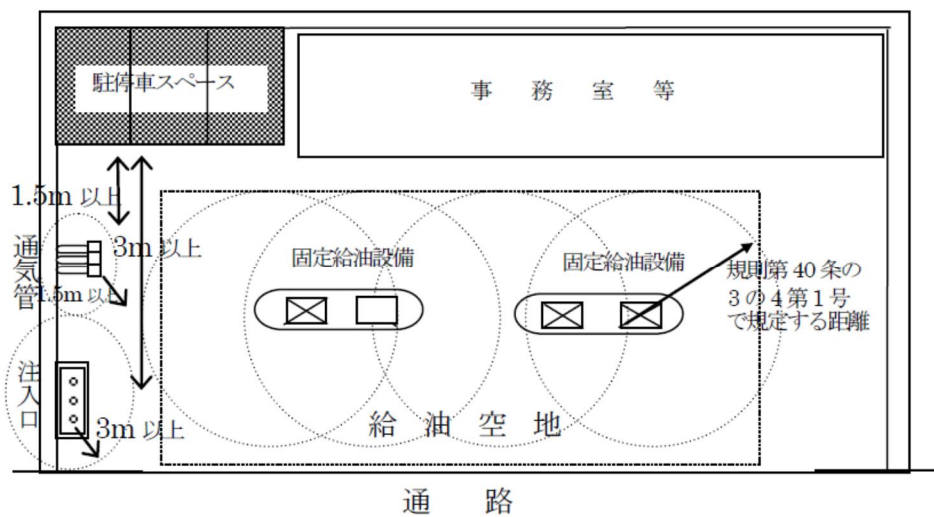 駐停車スペース
事　務　室　等
1.5m 以上
3m 以上
通気管
1.5m 以上
固定給油設備
固定給油設備
規則第 40 条の
3 の 4 第 1 号
で規定する距離
注入口
3m 以上
給　油　空　地
通　路